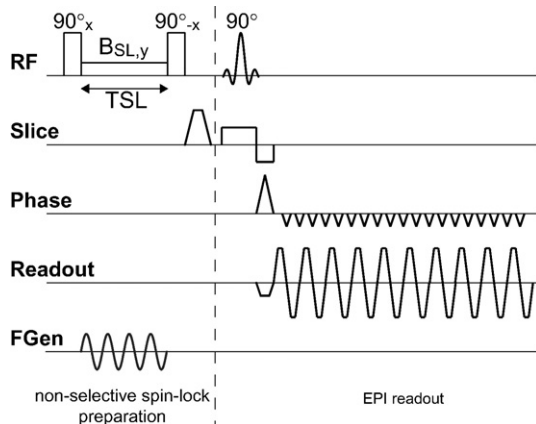 90°x
90°-x
90°
RF
BSL,y
TSL
Slice
Phase
Readout
FGen
non-selective spin-lock
preparation
EPI readout